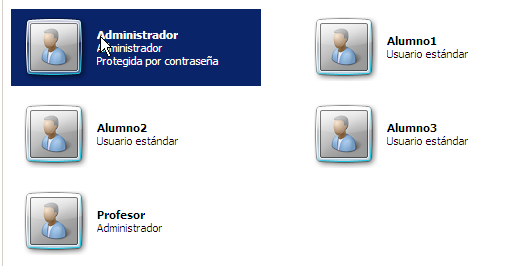 Administrador
Administrador
Protegida por contraseña
Alumno1
Usuario estándar
Alumno2
Usuario estándar
Alumno3
Usuario estándar
Profesor
Administrador